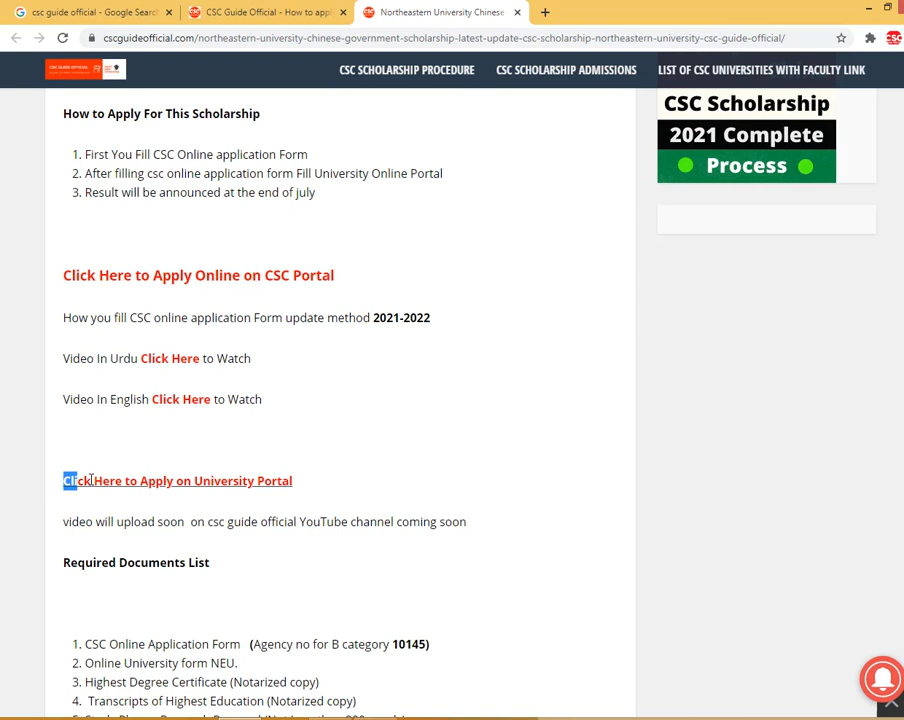 csc guide official - Google Search
CSC Guide Official - How to appl
Northeastern University Chinese
cscguideofficial.com/northeastern-university-chinese-government-scholarship-latest-update-csc-scholarship-northeastern-university-csc-guide-official/
CSC SCHOLARSHIP PROCEDURE CSC SCHOLARSHIP ADMISSIONS LIST OF CSC UNIVERSITIES WITH FACULTY LINK
CSC Scholarship
2021 Complete
Process
How to Apply For This Scholarship
1. First You Fill CSC Online application Form
2. After filling csc online application form Fill University Online Portal
3. Result will be announced at the end of july
Click Here to Apply Online on CSC Portal
How you fill CSC online application Form update method 2021-2022
Video In Urdu Click Here to Watch
Video In English Click Here to Watch
Click Here to Apply on University Portal
video will upload soon on csc guide official YouTube channel coming soon
Required Documents List
1. CSC Online Application Form (Agency no for B category 10145)
2. Online University form NEU.
3. Highest Degree Certificate (Notarized copy)
4. Transcripts of Highest Education (Notarized copy)